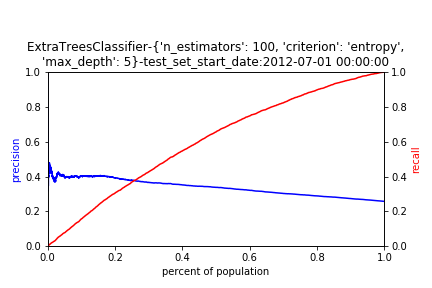 ExtraTreesClassifier-{'n_estimators': 100, 'criterion': 'entropy',
'max_depth': 5}-test_set_start_date:2012-07-01 00:00:00
1.0 1.0
0.8 0.8
0.6 0.6
precision recall
0.4 0.4
0.2 0.2
0.0 0.0
0.0 0.2 0.4 0.6 0.8 1.0
percent of population